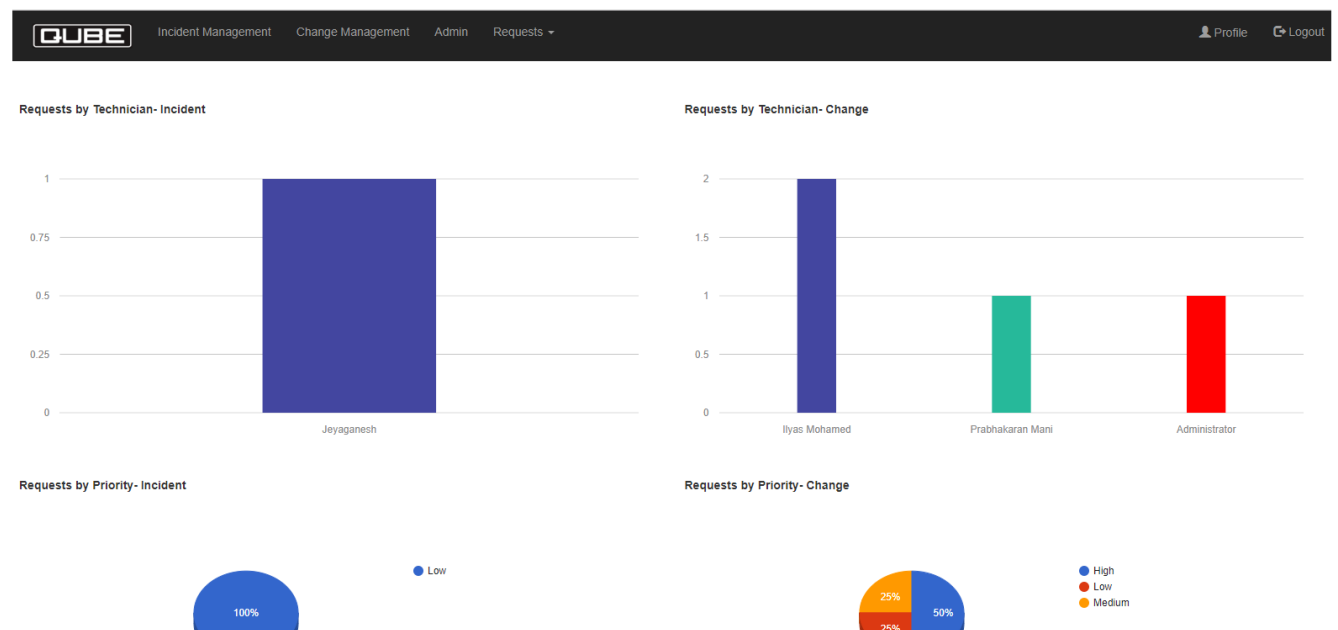 QUBE Incident Management Change Management Admin Requests Profile Logout
Requests by Technician- Incident
1
0.75
0.5
0.25
0
Jeyaganesh
Requests by Technician- Change
2
1.5
1
0.5
0
Ilyas Mohamed Prabhakaran Mani Administrator
Requests by Priority- Incident
100%
Low
Requests by Priority- Change
25%
50%
25%
High
Low
Medium